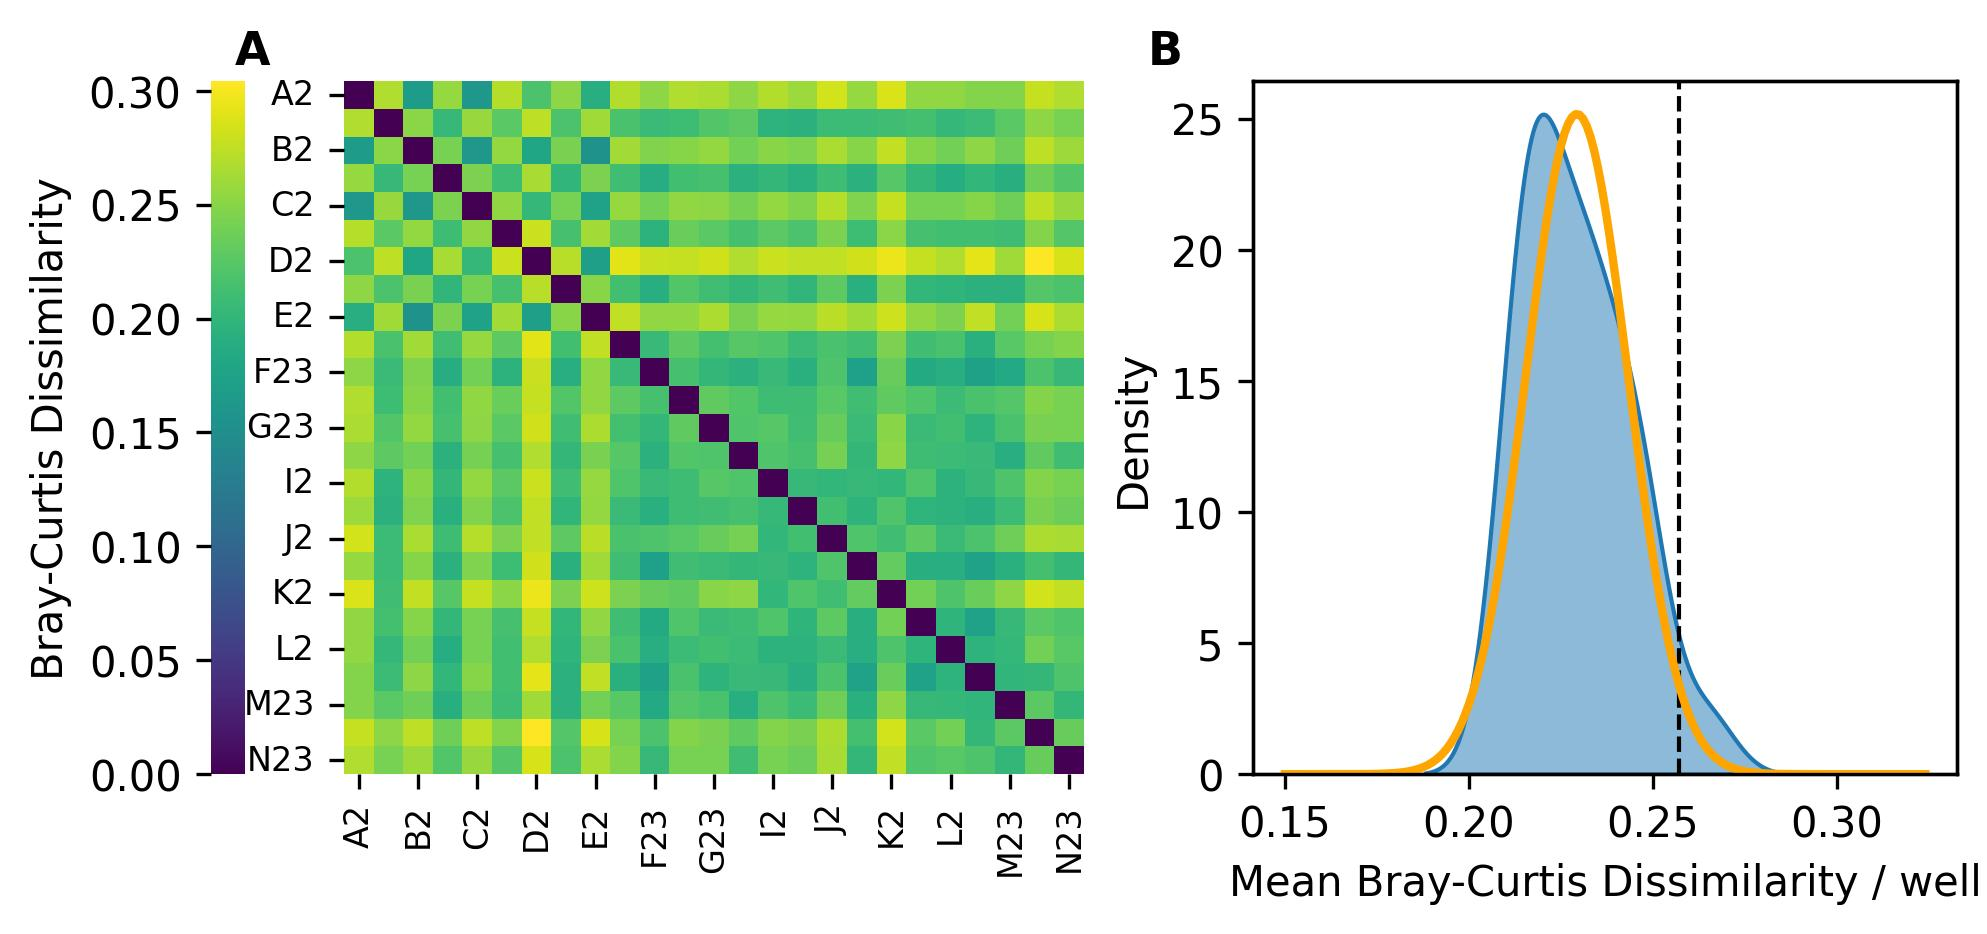 A
Bray-Curtis Dissimilarity
0.30
0.25
0.20
0.15
0.10
0.05
0.00
A2
B2
C2
D2
E2
F23
G23
I2
J2
K2
L2
M23
N23
A2
B2
C2
D2
E2
F23
G23
I2
J2
K2
L2
M23
N23
B
Density
25
20
15
10
5
0
0.15
0.20
0.25
0.30
Mean Bray-Curtis Dissimilarity / well